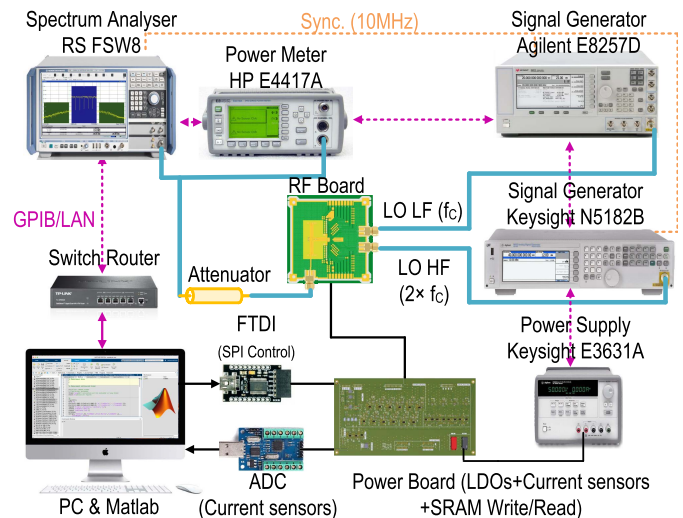 Spectrum Analyser
RS FSW8
Sync. (10MHz)
Signal Generator
Agilent E8257D
Power Meter
HP E4417A
RF Board
LO LF (fC)
Signal Generator
Keysight N5182B
GPIB/LAN
Switch Router
TP-LINK
Attenuator
LO HF
(2× fC)
FTDI
(SPI Control)
Power Supply
Keysight E3631A
ADC
(Current sensors)
PC & Matlab
Power Board (LDOs+Current sensors
+SRAM Write/Read)